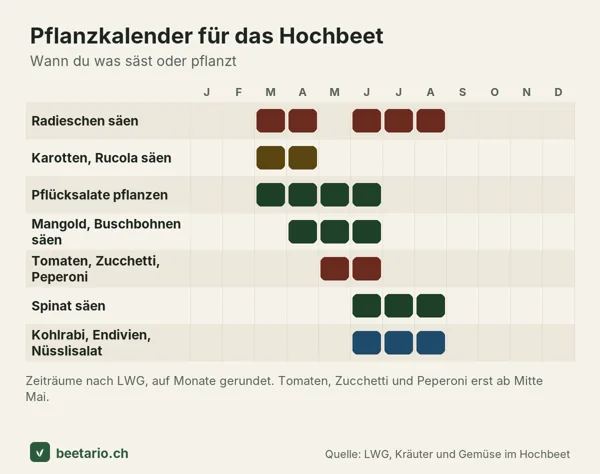 Pflanzkalender für das Hochbeet
Wann du was säst oder pflanzt
J F M A M J J A S O N D
Radieschen säen
Karotten, Rucola säen
Pflücksalate pflanzen
Mangold, Buschbohnen
säen
Tomaten, Zucchetti,
Peperoni
Spinat säen
Kohlrabi, Endivien,
Nüsslisalat
Zeiträume nach LWG, auf Monate gerundet. Tomaten, Zucchetti und Peperoni erst ab Mitte
Mai.
beetario.ch
Quelle: LWG, Kräuter und Gemüse im Hochbeet